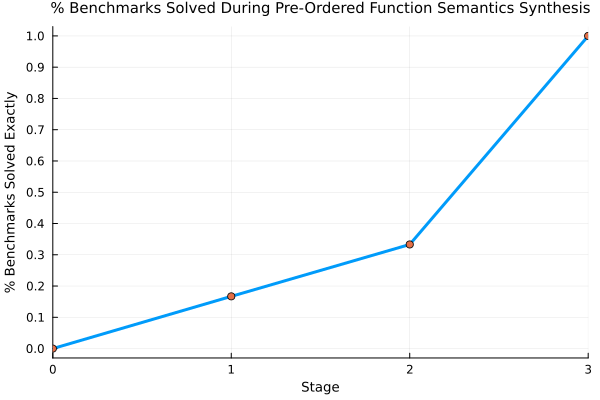 % Benchmarks Solved During Pre-Ordered Function Semantics Synthesis
% Benchmarks Solved Exactly
1.0
0.9
0.8
0.7
0.6
0.5
0.4
0.3
0.2
0.1
0.0
0 1 2 3
Stage